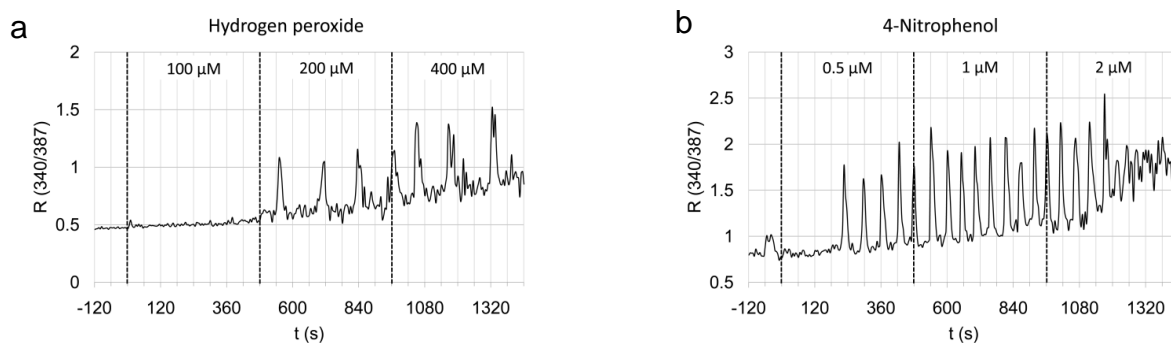 a
Hydrogen peroxide
2
1.5
1
0.5
0
R (340/387)
100 µM
200 µM
400 µM
-120 120 360 600 840 1080 1320
t (s)
b
4-Nitrophenol
3
2.5
2
1.5
1
0.5
R (340/387)
0.5 µM
1 µM
2 µM
-120 120 360 600 840 1080 1320
t (s)